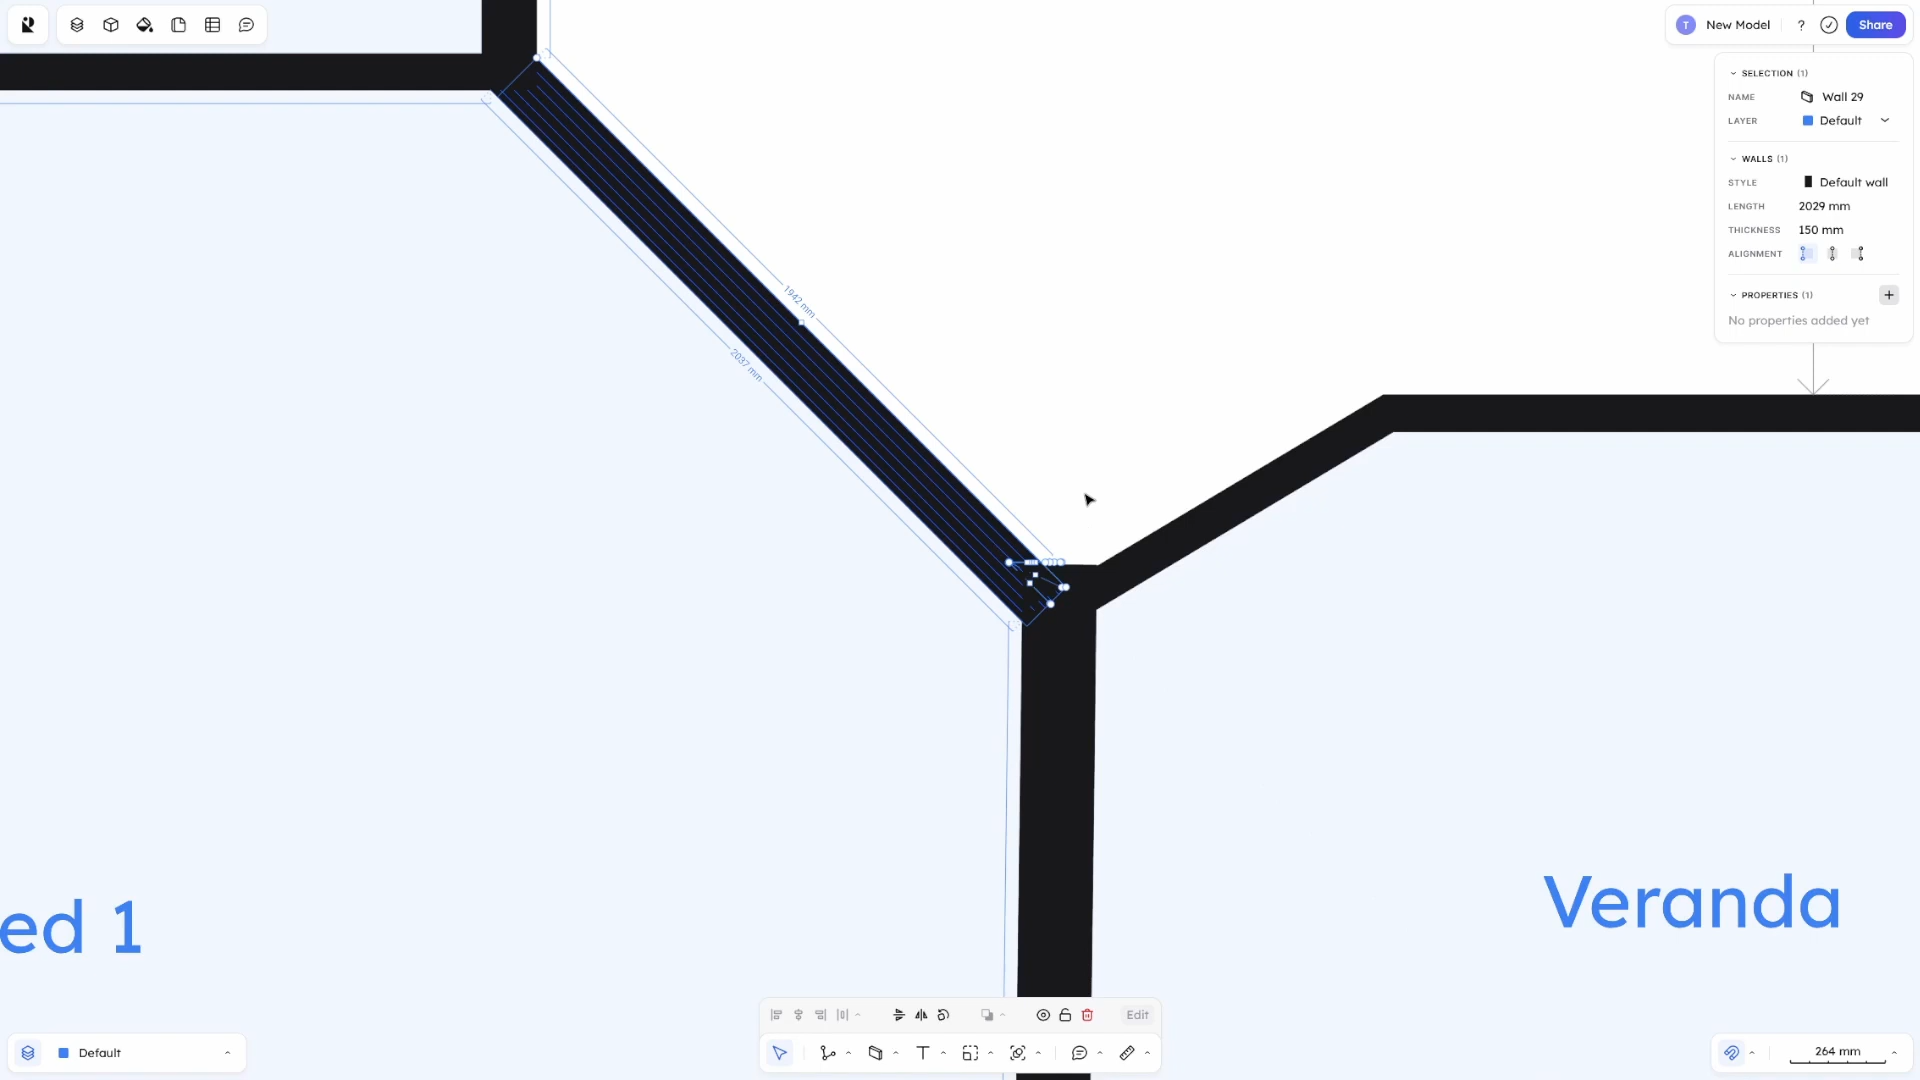 T New Model ? Share
SELECTION (1)
NAME Wall 29
LAYER Default
WALLS (1)
STYLE Default wall
LENGTH 2029 mm
THICKNESS 150 mm
ALIGNMENT
PROPERTIES (1) +
No properties added yet
1942 mm
2037 mm
ed 1
Veranda
Edit
Default
T
264 mm